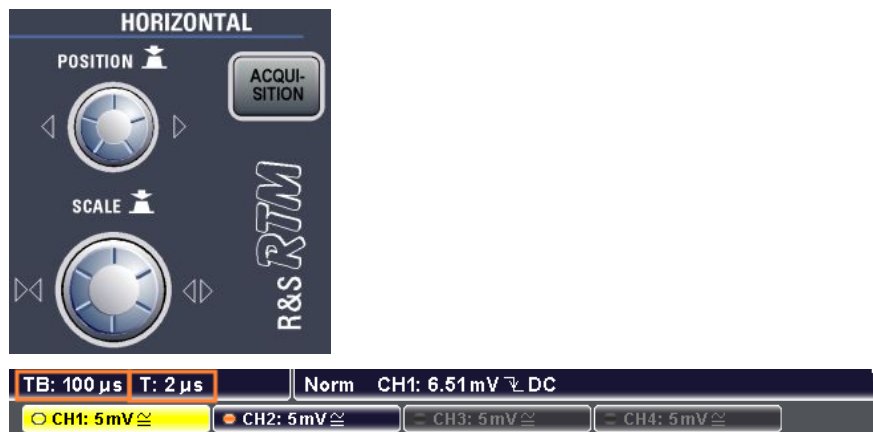 HORIZONTAL
POSITION
ACQUI-
SITION
SCALE
R&S RTM
TB: 100 µs T: 2 µs Norm CH1: 6.51 mV DC
CH1: 5mV≅ CH2: 5mV≅ CH3: 5mV≅ CH4: 5mV≅